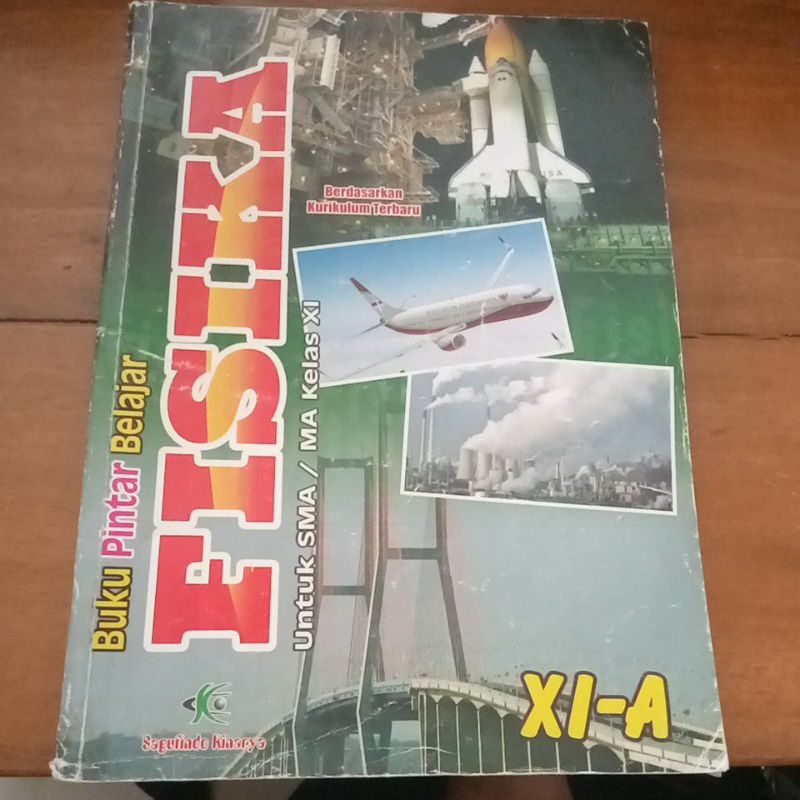 Buku Pintar Belajar
FISIKA
Untuk SMA / MA Kelas XI
Berdasarkan
Kurikulum Terbaru
XI-A
Sagufindo Kinarya